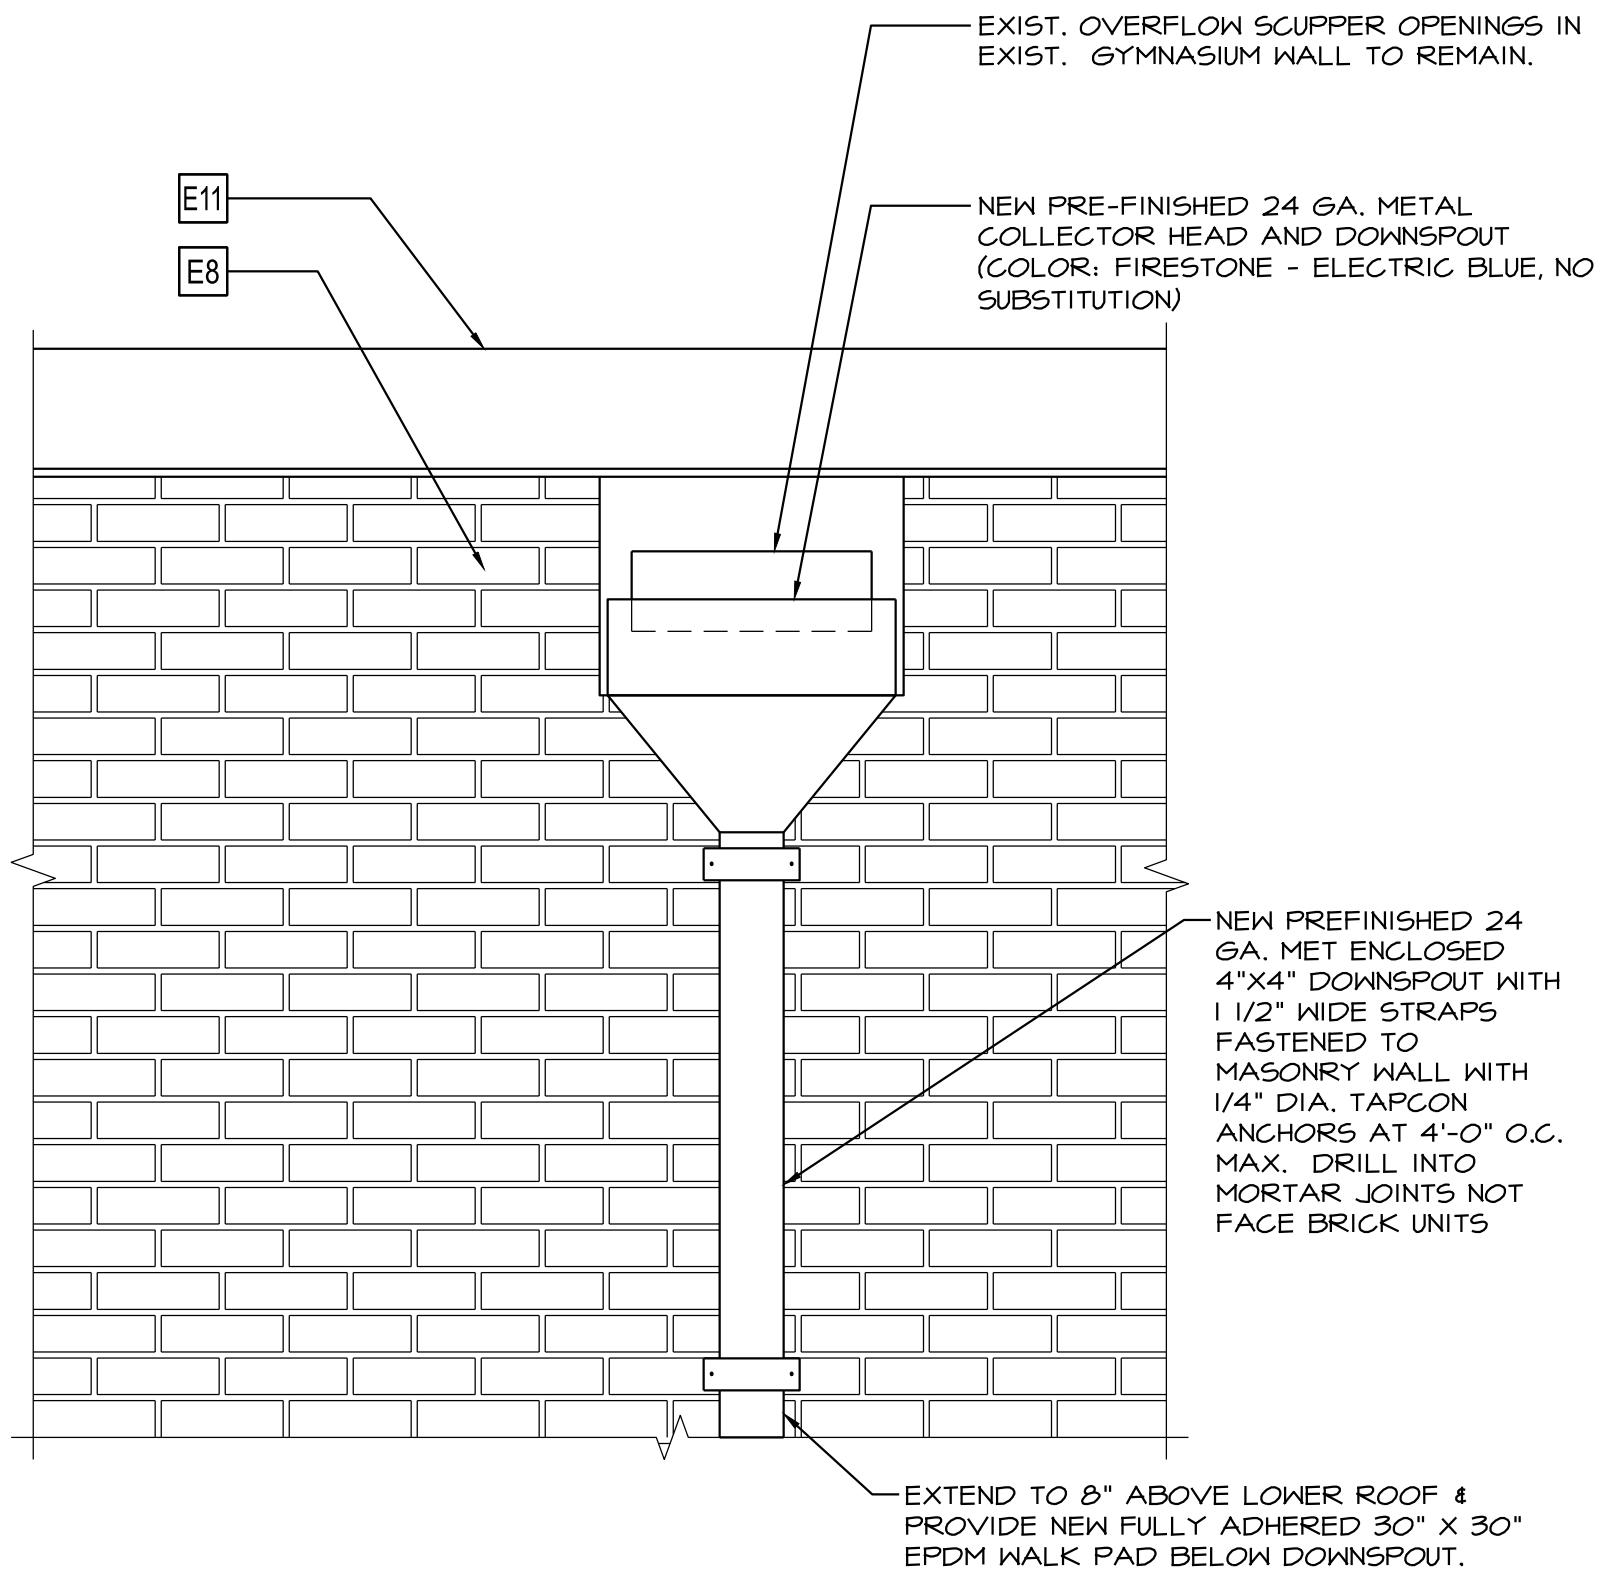 EXIST. OVERFLOW SCUPPER OPENINGS IN
EXIST. GYMNASIUM WALL TO REMAIN.
E11
NEW PRE-FINISHED 24 GA. METAL
COLLECTOR HEAD AND DOWNSPOUT
(COLOR: FIRESTONE - ELECTRIC BLUE, NO
SUBSTITUTION)
E8
NEW PREFINISHED 24
GA. MET ENCLOSED
4"X4" DOWNSPOUT WITH
1 1/2" WIDE STRAPS
FASTENED TO
MASONRY WALL WITH
1/4" DIA. TAPCON
ANCHORS AT 4'-0" O.C.
MAX. DRILL INTO
MORTAR JOINTS NOT
FACE BRICK UNITS
EXTEND TO 8" ABOVE LOWER ROOF &
PROVIDE NEW FULLY ADHERED 30" X 30"
EPDM WALK PAD BELOW DOWNSPOUT.